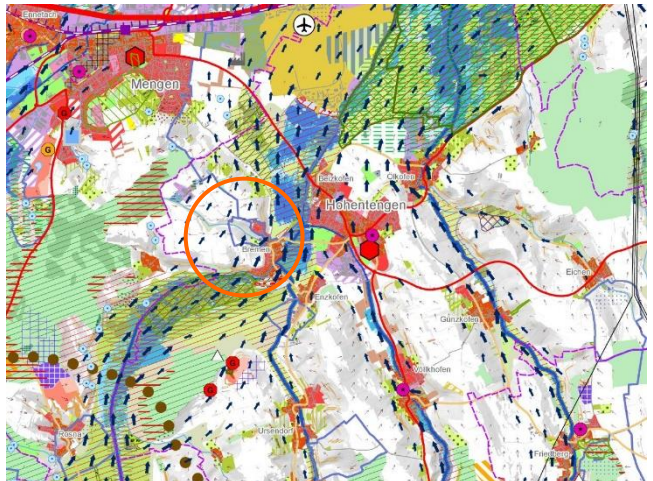 Ennetach
Mengen
G
Beizkofen
Ölkofen
Hohentengen
Bremen
Eichen
Enzkofen
Günzkofen
Völlkofen
Rosna
Ursendorf
Friedberg